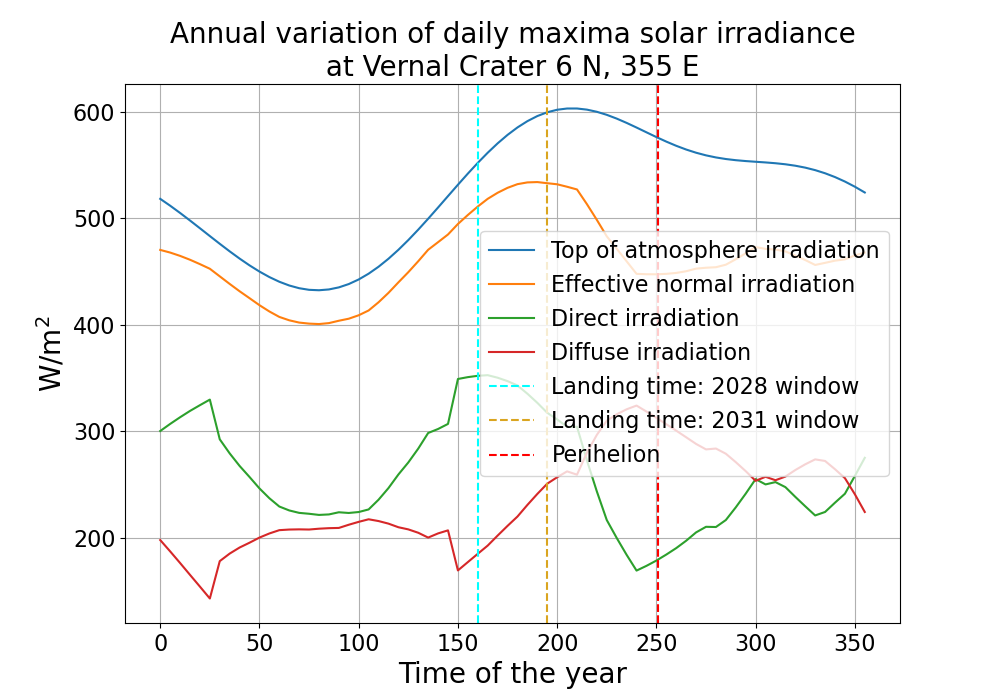 Annual variation of daily maxima solar irradiance
at Vernal Crater 6 N, 355 E
600
500
400
300
200
W/m²
Top of atmosphere irradiation
Effective normal irradiation
Direct irradiation
Diffuse irradiation
Landing time: 2028 window
Landing time: 2031 window
Perihelion
0 50 100 150 200 250 300 350
Time of the year